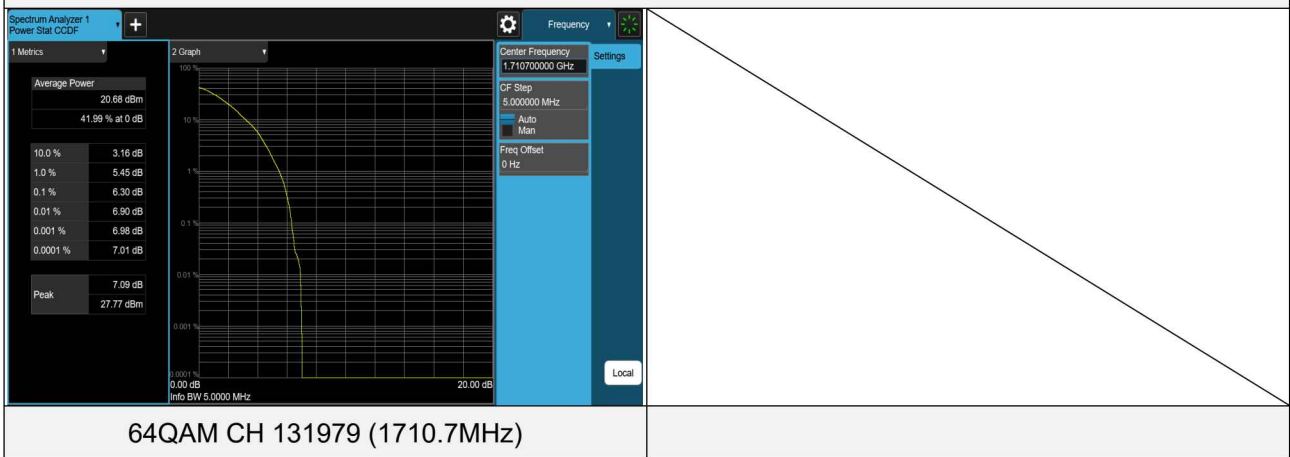 Spectrum Analyzer 1
Power Stat CCDF
+
Frequency
1 Metrics
2 Graph
Center Frequency
1.710700000 GHz
Settings
CF Step
5.000000 MHz
Auto
Man
Freq Offset
0 Hz
Average Power
20.68 dBm
41.99 % at 0 dB
10.0 % 3.16 dB
1.0 % 5.45 dB
0.1 % 6.30 dB
0.01 % 6.90 dB
0.001 % 6.98 dB
0.0001 % 7.01 dB
Peak 7.09 dB
27.77 dBm
100 %
10 %
1 %
0.1 %
0.01 %
0.001 %
0.0001 %
0.00 dB 20.00 dB
Info BW 5.0000 MHz
Local
64QAM CH 131979 (1710.7MHz)